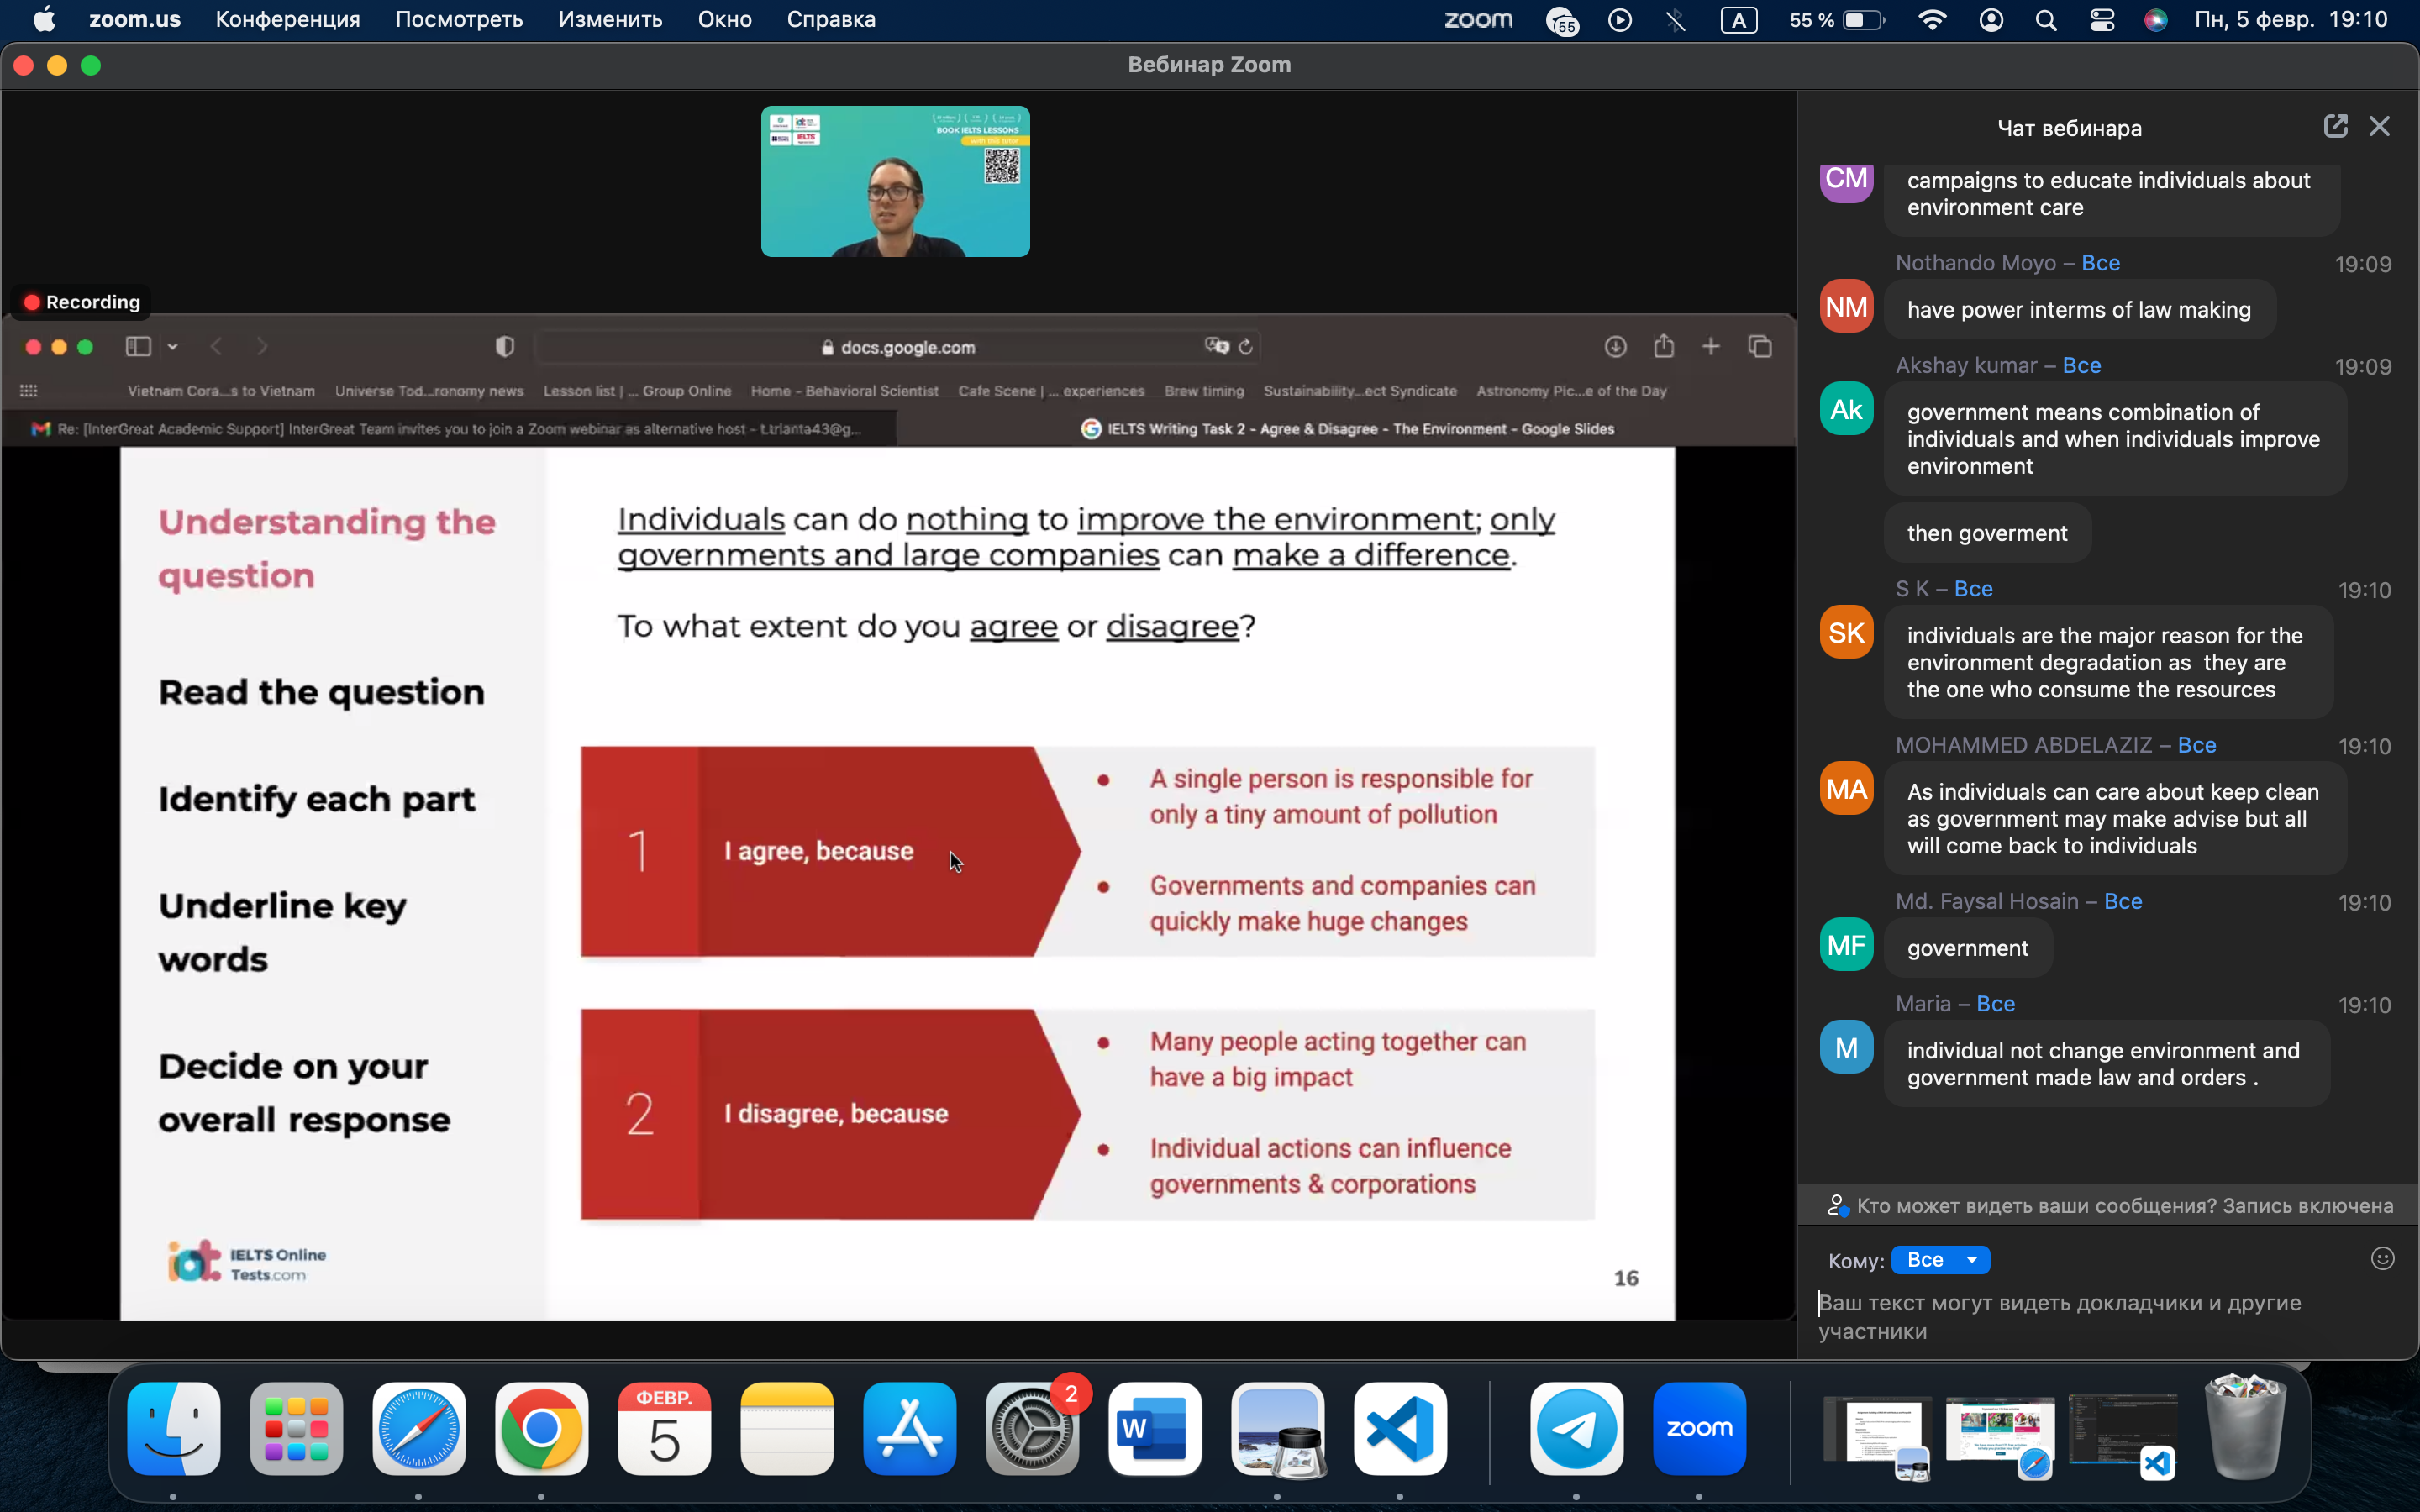 zoom.us Конференция Посмотреть Изменить Окно Справка
zoom 55 A 55 % Пн, 5 февр. 19:10
Вебинар Zoom
BOOK IELTS LESSONS
with this tutor
IELTS
Recording
docs.google.com
Vietnam Cora...s to Vietnam Universe Tod...ronomy news Lesson list | ... Group Online Home - Behavioral Scientist Cafe Scene | ... experiences Brew timing Sustainability...ect Syndicate Astronomy Pic...e of the Day
Re: [InterGreat Academic Support] InterGreat Team invites you to join a Zoom webinar as alternative host - t.trianta43@g...
IELTS Writing Task 2 - Agree & Disagree - The Environment - Google Slides
Understanding the
question
Read the question
Identify each part
Underline key
words
Decide on your
overall response
IELTS Online
Tests.com
Individuals can do nothing to improve the environment; only
governments and large companies can make a difference.
To what extent do you agree or disagree?
1
I agree, because
• A single person is responsible for
only a tiny amount of pollution
• Governments and companies can
quickly make huge changes
2
I disagree, because
• Many people acting together can
have a big impact
• Individual actions can influence
governments & corporations
16
Чат вебинара
CM
campaigns to educate individuals about
environment care
Nothando Moyo – Все 19:09
NM
have power interms of law making
Akshay kumar – Все 19:09
Ak
government means combination of
individuals and when individuals improve
environment
then goverment
S K – Все 19:10
SK
individuals are the major reason for the
environment degradation as they are
the one who consume the resources
MOHAMMED ABDELAZIZ – Все 19:10
MA
As individuals can care about keep clean
as government may make advise but all
will come back to individuals
Md. Faysal Hosain – Все 19:10
MF
government
Maria – Все 19:10
M
individual not change environment and
government made law and orders .
Кто может видеть ваши сообщения? Запись включена
Кому: Все
Ваш текст могут видеть докладчики и другие
участники
ФЕВР.
5
2
W
zoom